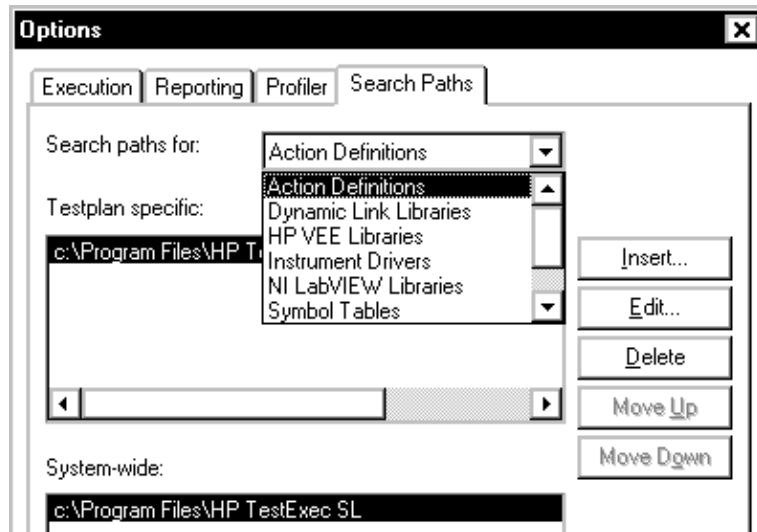 Options
Execution Reporting Profiler Search Paths
Search paths for: Action Definitions
Action Definitions
Testplan specific: Dynamic Link Libraries
HP VEE Libraries
c:\Program Files\HP Instrument Drivers Insert...
NI LabVIEW Libraries
Symbol Tables Edit...
Delete
Move Up
Move Down
System-wide:
c:\Program Files\HP TestExec SL